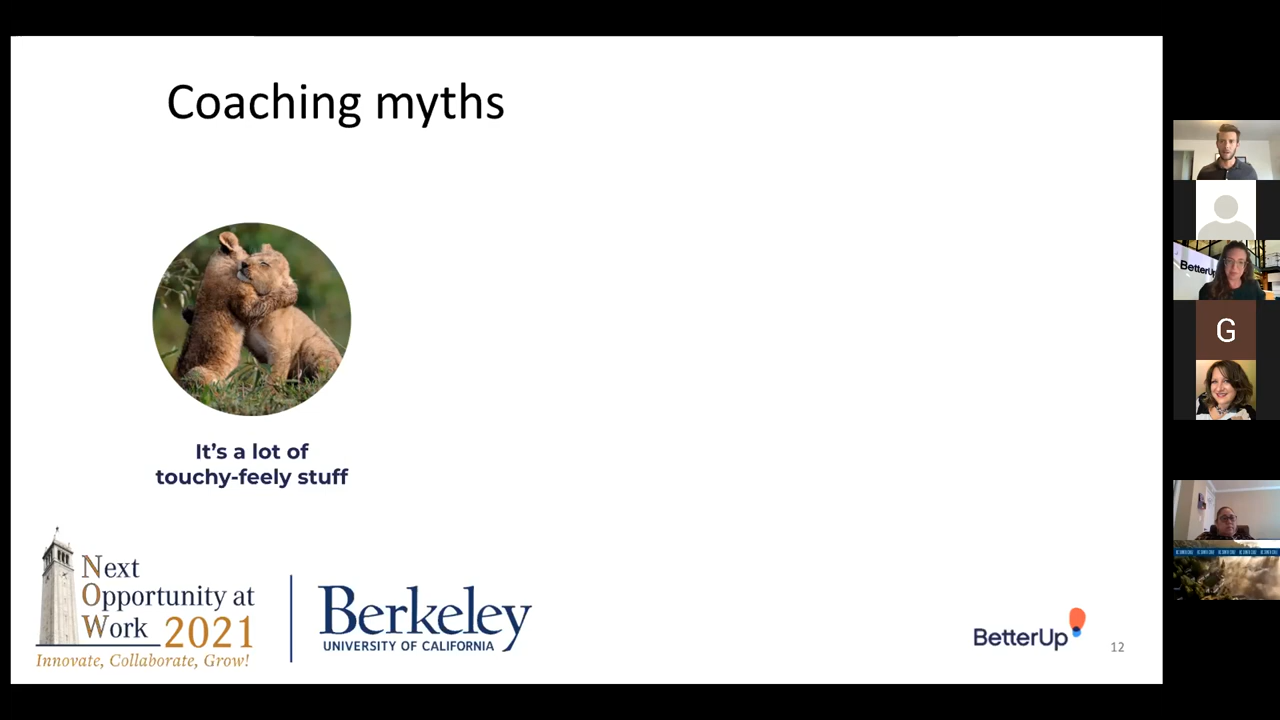 Coaching myths
It's a lot of
touchy-feely stuff
Next
Opportunity at
Work 2021
Innovate, Collaborate, Grow!
Berkeley
UNIVERSITY OF CALIFORNIA
BetterUp
12
BetterUp
G